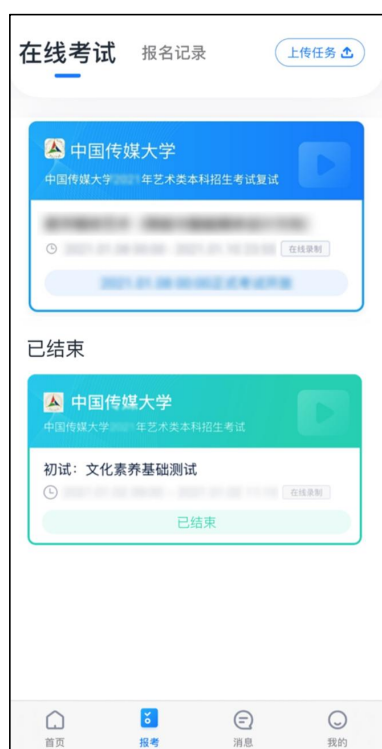 在线考试 报名记录 上传任务
中国传媒大学
中国传媒大学 年艺术类本科招生考试复试
在线录制
已结束
中国传媒大学
中国传媒大学 年艺术类本科招生考试
初试：文化素养基础测试
在线录制
已结束
首页 报考 消息 我的